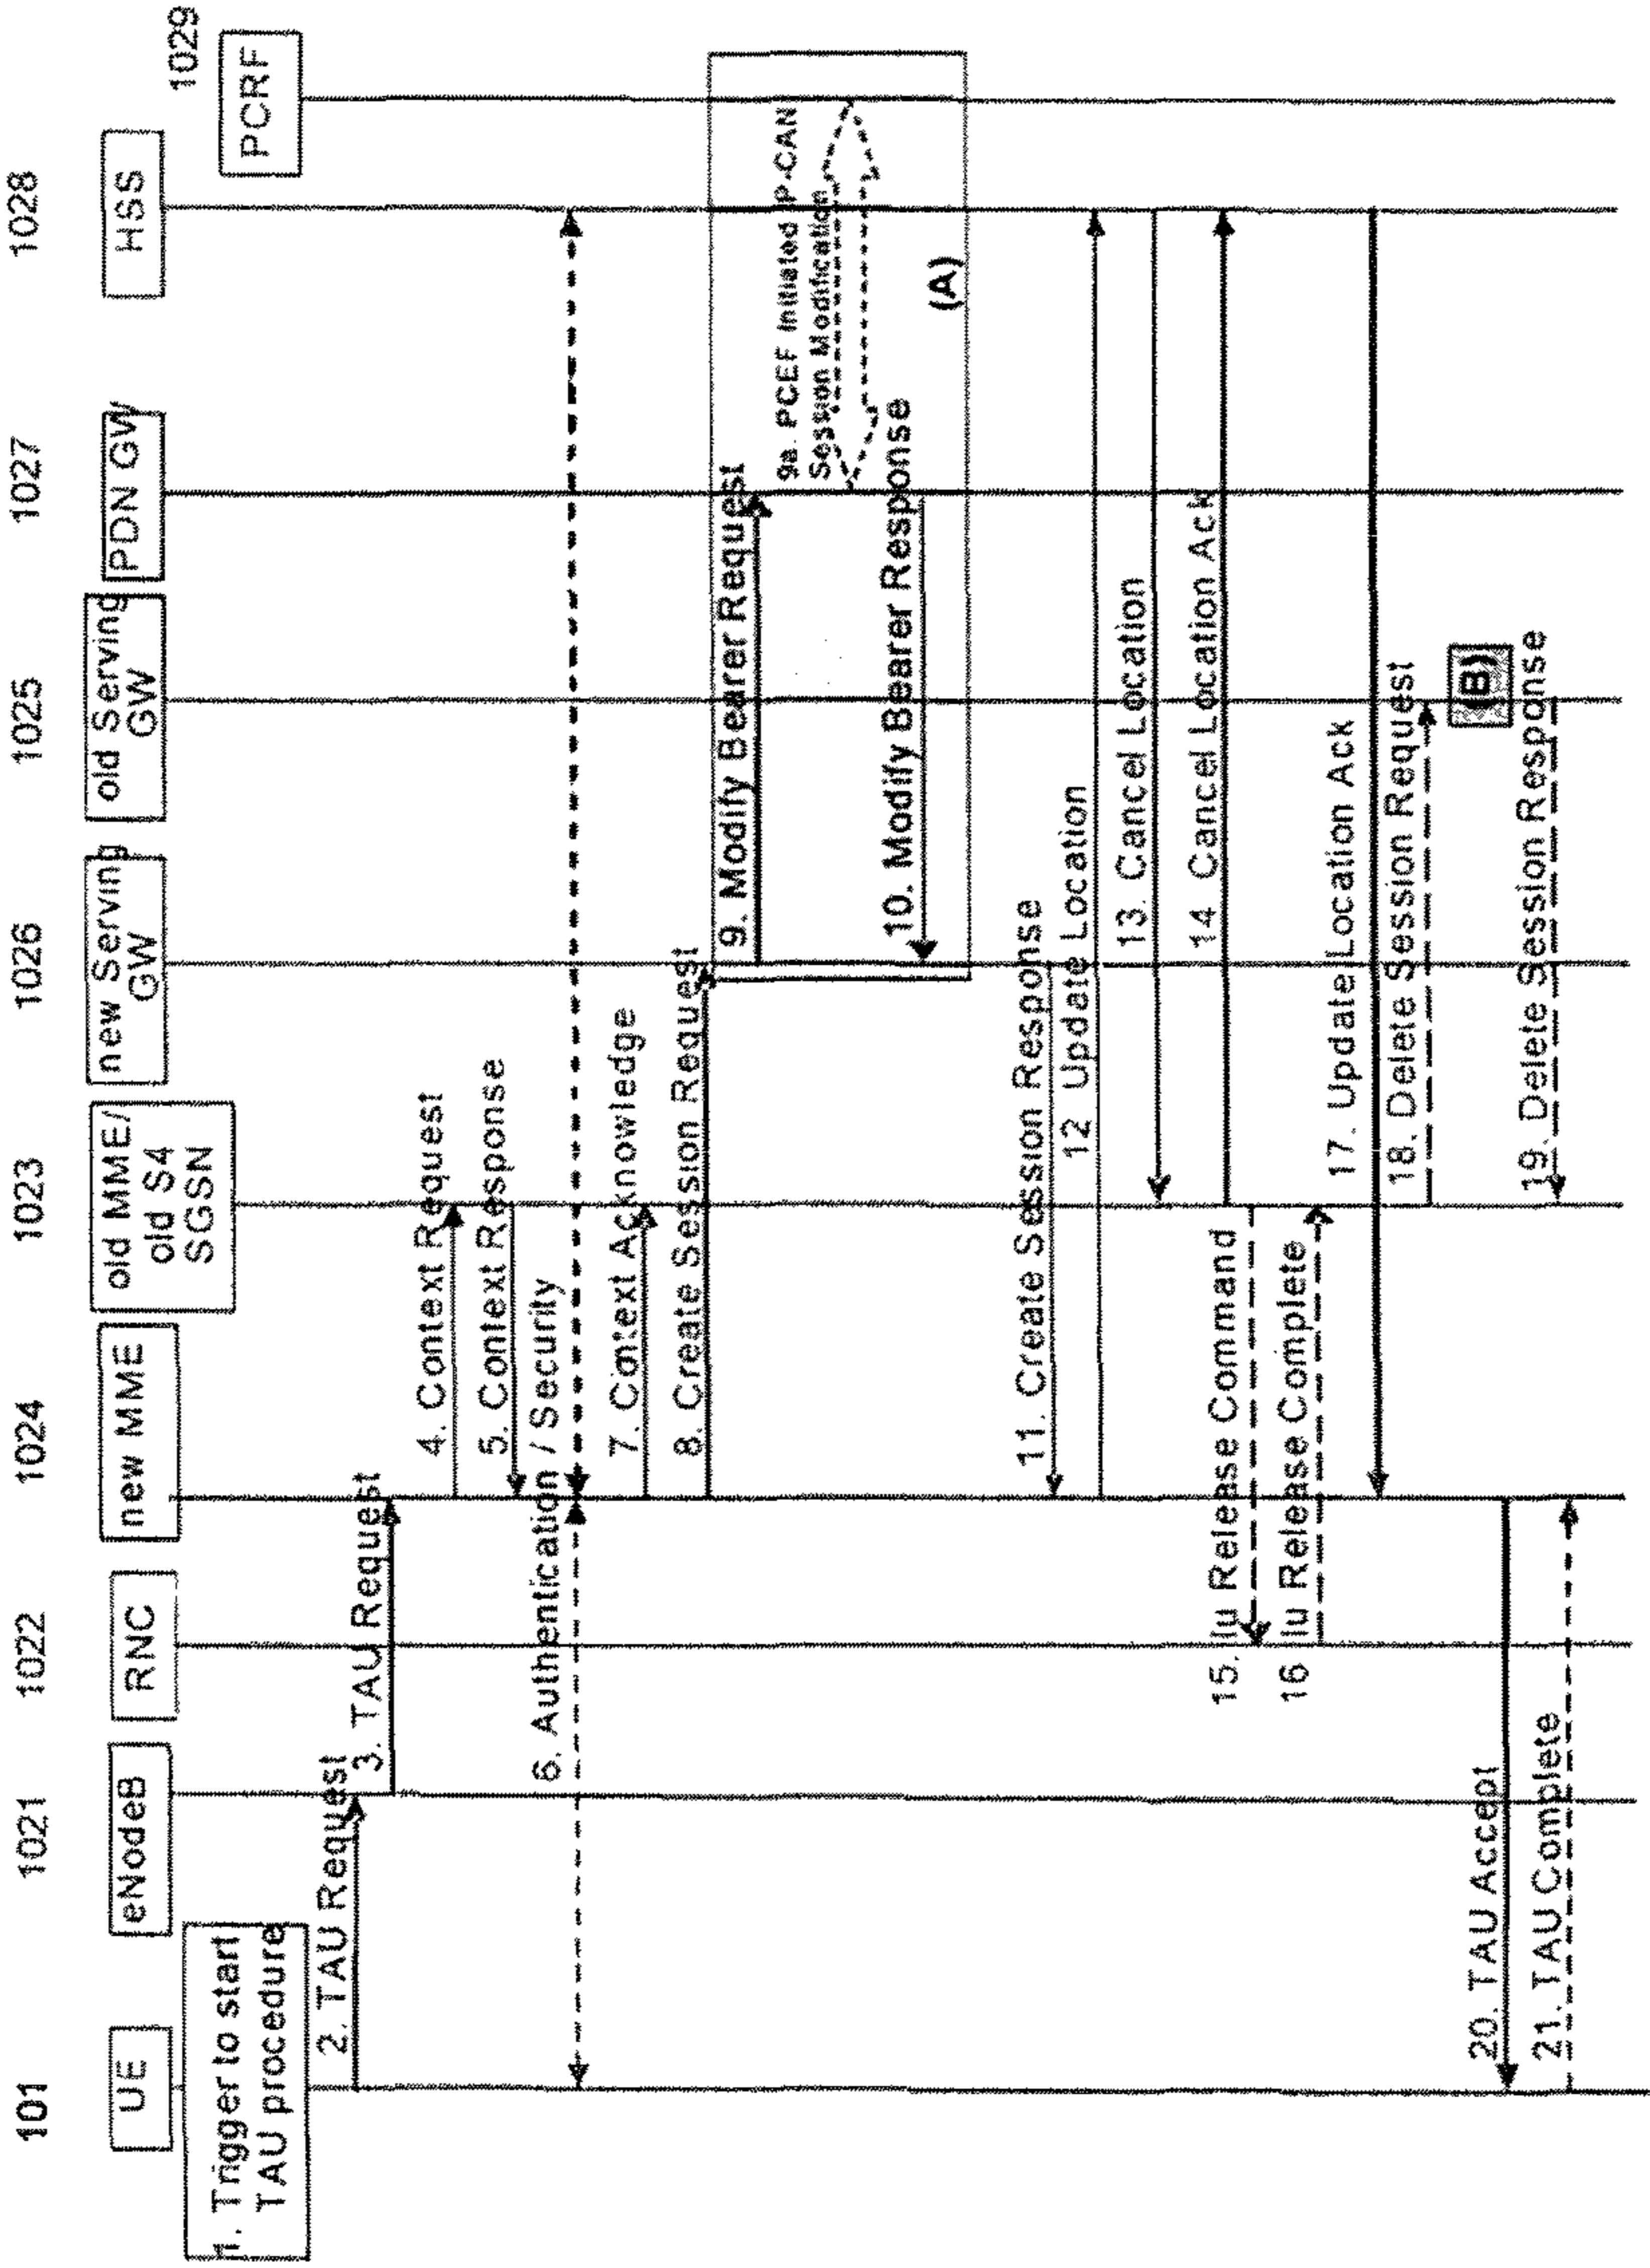 101
1021
1022
1024
1023
1026
1025
1027
1028
1029
UE
eNodeB
RNC
new MME
old MME/
old S4
SGSN
new Serving
GW
old Serving
GW
PDN GW
HSS
PCRF
1. Trigger to start
TAU procedure
2. TAU Request
3. TAU Request
4. Context Request
5. Context Response
6. Authentication / Security
7. Context Acknowledge
8. Create Session Request
9. Modify Bearer Request
9a. PCEF Initiated IP-CAN
Session Modification
10. Modify Bearer Response
(A)
11. Create Session Response
12 Update Location
13. Cancel Location
14 Cancel Location Ack
15. Iu Release Command
16 Iu Release Complete
17. Update Location Ack
18. Delete Session Request
(B)
19. Delete Session Response
20. TAU Accept
21. TAU Complete